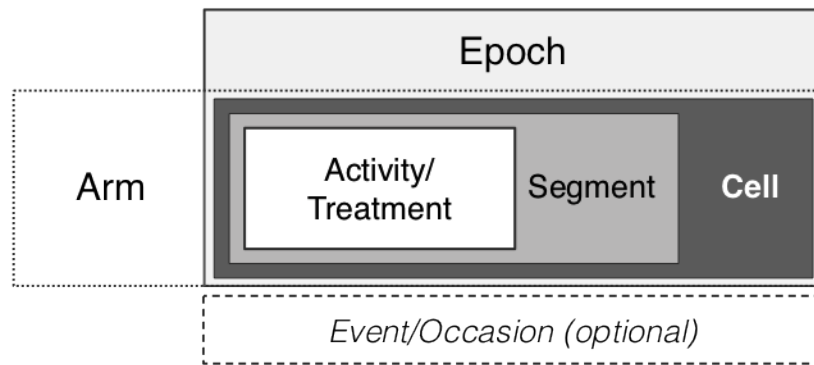 Epoch
Arm
Activity/
Treatment
Segment
Cell
Event/Occasion (optional)